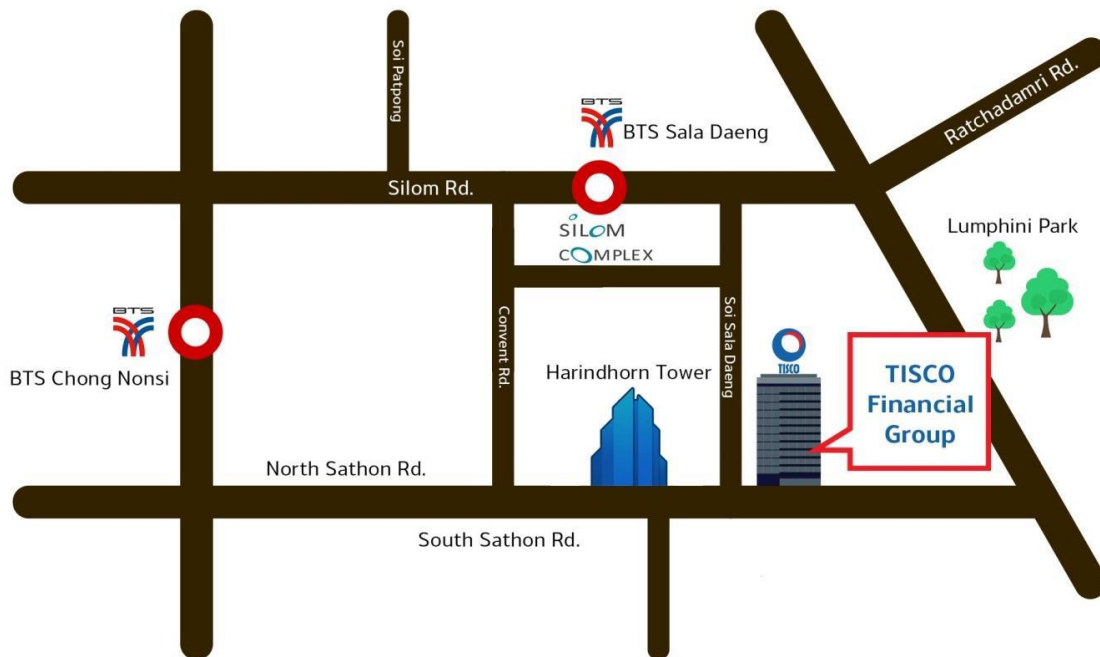 Soi Patpong
BTS
BTS Sala Daeng
Ratchadamri Rd.
Silom Rd.
SILOM
COMPLEX
Lumphini Park
BTS
BTS Chong Nonsi
Convent Rd.
Soi Sala Daeng
Harindhorn Tower
TISCO
TISCO
Financial
Group
North Sathon Rd.
South Sathon Rd.